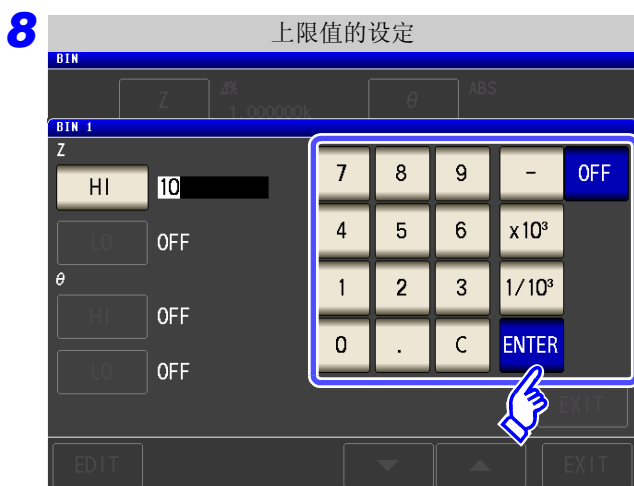 8
上限值的设定
BIN
Z Δ% 1.000000k θ ABS
BIN 1
Z
HI 10
LO OFF
θ
HI OFF
LO OFF
7 8 9 − OFF
4 5 6 x10³
1 2 3 1/10³
0 . C ENTER
EXIT
EDIT EXIT